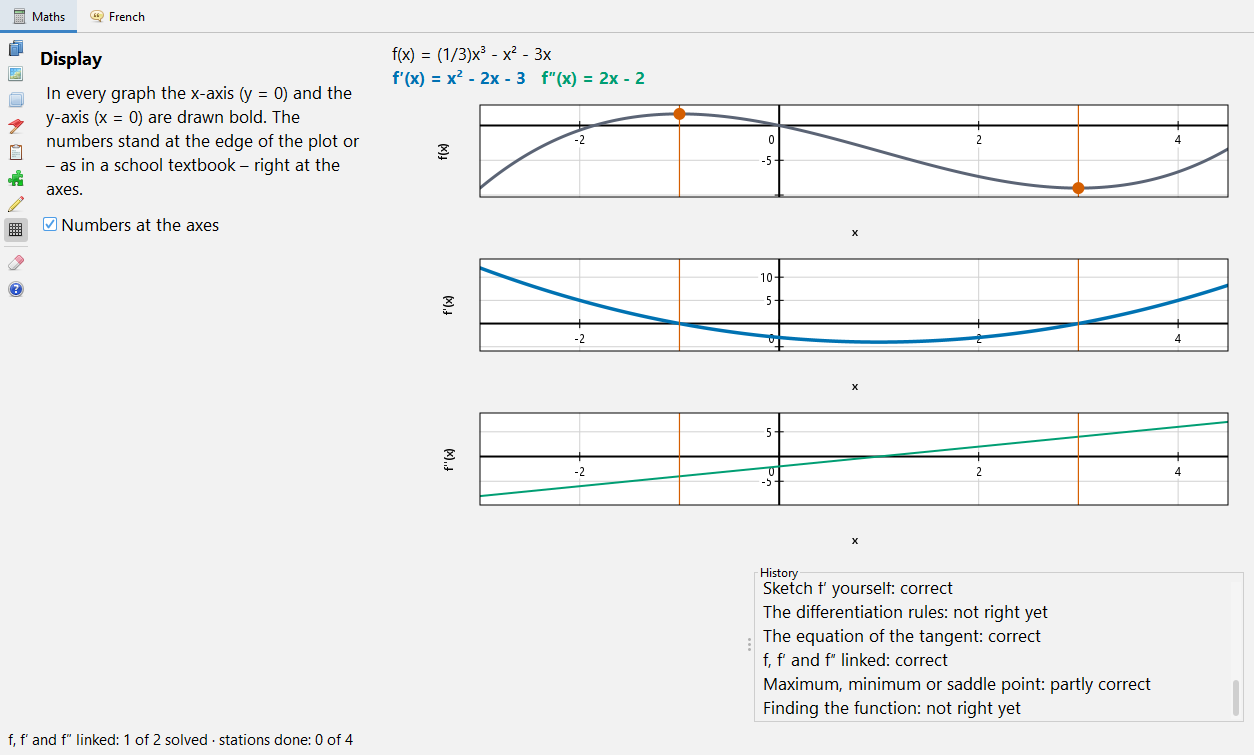 Maths
French
Display
In every graph the x-axis (y = 0) and the
y-axis (x = 0) are drawn bold. The
numbers stand at the edge of the plot or
– as in a school textbook – right at the
axes.
Numbers at the axes
f(x) = (1/3)x³ - x² - 3x
f′(x) = x² - 2x - 3 f″(x) = 2x - 2
f(x)
-2
0
2
4
-5
x
f′(x)
10
5
-2
0
2
4
x
f″(x)
5
-2
0
2
4
-5
x
History
Sketch f′ yourself: correct
The differentiation rules: not right yet
The equation of the tangent: correct
f, f′ and f″ linked: correct
Maximum, minimum or saddle point: partly correct
Finding the function: not right yet
f, f′ and f″ linked: 1 of 2 solved · stations done: 0 of 4